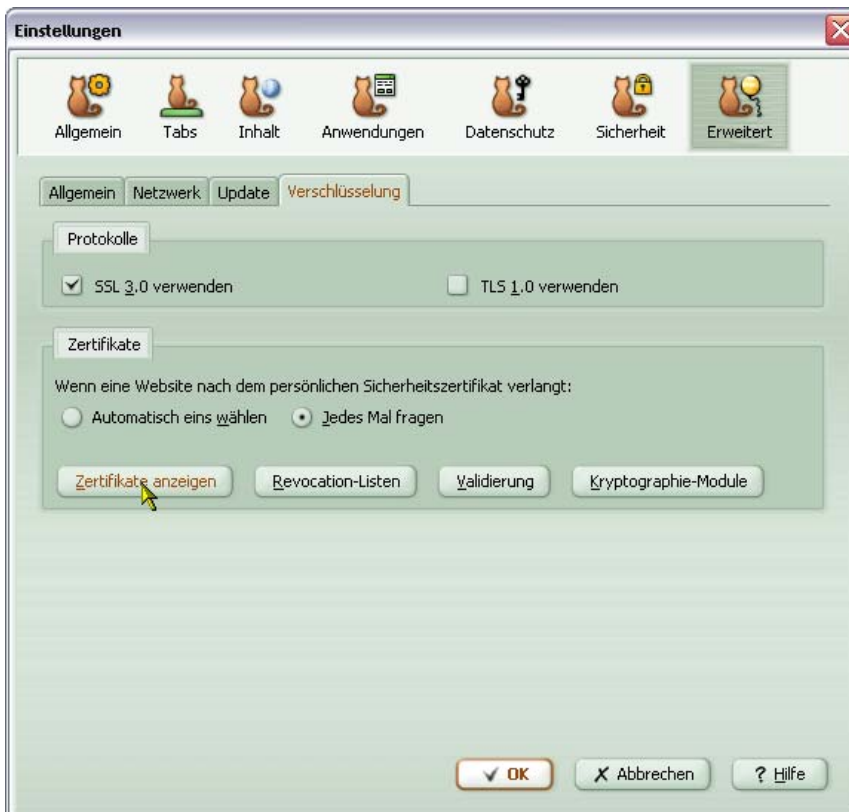 Einstellungen
Allgemein Tabs Inhalt Anwendungen Datenschutz Sicherheit Erweitert
Allgemein Netzwerk Update Verschlüsselung
Protokolle
SSL 3.0 verwenden TLS 1.0 verwenden
Zertifikate
Wenn eine Website nach dem persönlichen Sicherheitszertifikat verlangt:
Automatisch eins wählen Jedes Mal fragen
Zertifikate anzeigen Revocation-Listen Validierung Kryptographie-Module
OK Abbrechen ? Hilfe